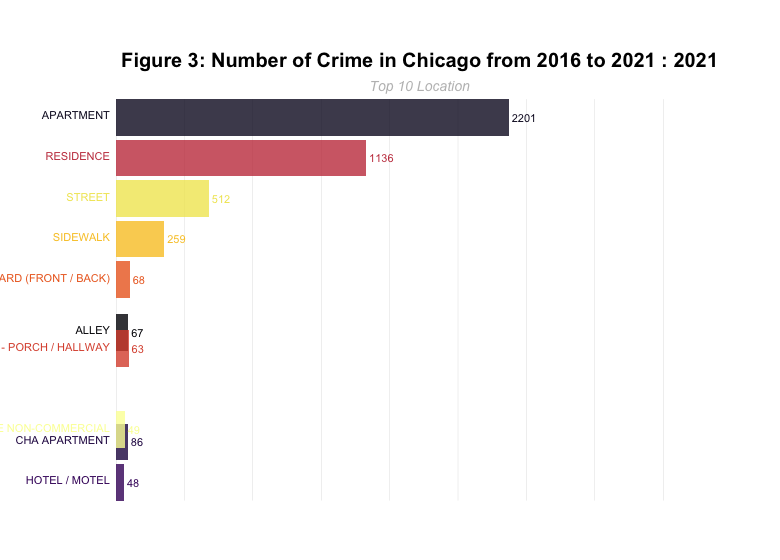 Figure 3: Number of Crime in Chicago from 2016 to 2021 : 2021
Top 10 Location
APARTMENT 2201
RESIDENCE 1136
STREET 512
SIDEWALK 259
ARD (FRONT / BACK) 68
ALLEY 67
- PORCH / HALLWAY 63
E NON-COMMERCIAL
CHA APARTMENT 86
HOTEL / MOTEL 48